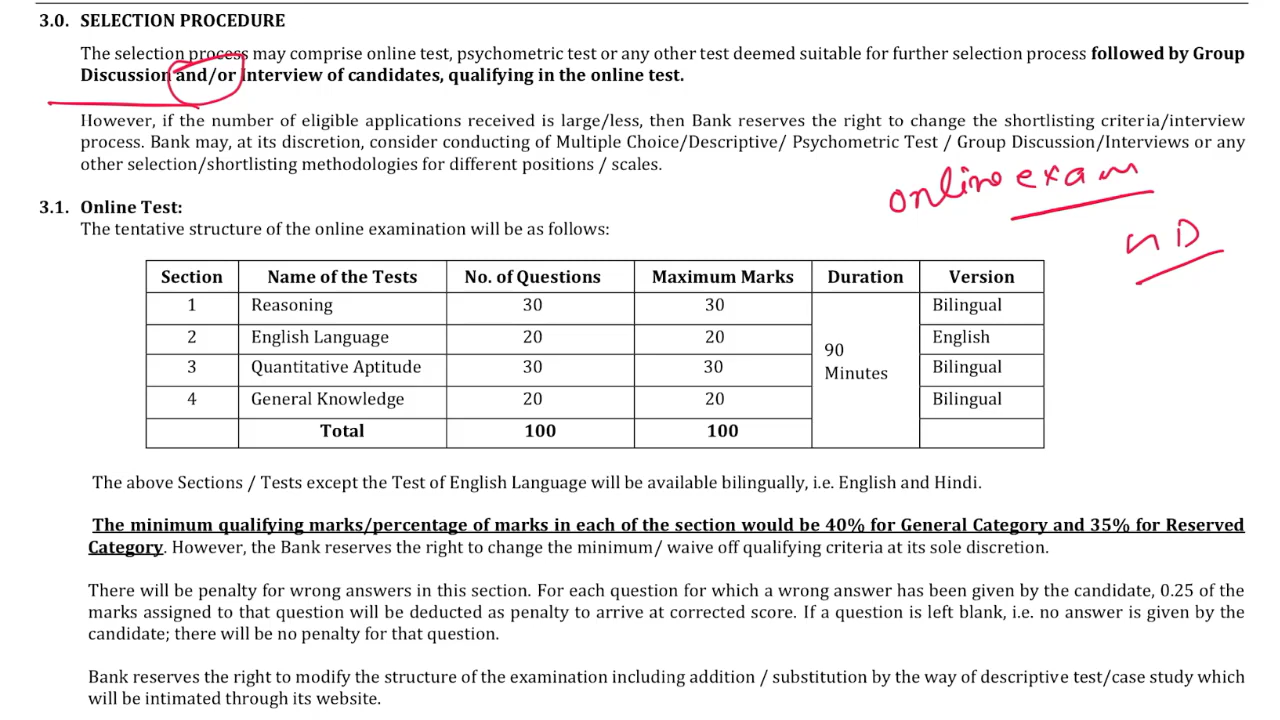 3.0. SELECTION PROCEDURE
The selection process may comprise online test, psychometric test or any other test deemed suitable for further selection process followed by Group
Discussion and/or Interview of candidates, qualifying in the online test.
However, if the number of eligible applications received is large/less, then Bank reserves the right to change the shortlisting criteria/interview
process. Bank may, at its discretion, consider conducting of Multiple Choice/Descriptive/ Psychometric Test / Group Discussion/Interviews or any
other selection/shortlisting methodologies for different positions / scales.
online exam
3.1. Online Test:
The tentative structure of the online examination will be as follows:
Section Name of the Tests No. of Questions Maximum Marks Duration Version
1 Reasoning 30 30 Bilingual
2 English Language 20 20 English
90 Minutes
3 Quantitative Aptitude 30 30 Bilingual
4 General Knowledge 20 20 Bilingual
Total 100 100
The above Sections / Tests except the Test of English Language will be available bilingually, i.e. English and Hindi.
The minimum qualifying marks/percentage of marks in each of the section would be 40% for General Category and 35% for Reserved
Category. However, the Bank reserves the right to change the minimum/ waive off qualifying criteria at its sole discretion.
There will be penalty for wrong answers in this section. For each question for which a wrong answer has been given by the candidate, 0.25 of the
marks assigned to that question will be deducted as penalty to arrive at corrected score. If a question is left blank, i.e. no answer is given by the
candidate; there will be no penalty for that question.
Bank reserves the right to modify the structure of the examination including addition / substitution by the way of descriptive test/case study which
will be intimated through its website.